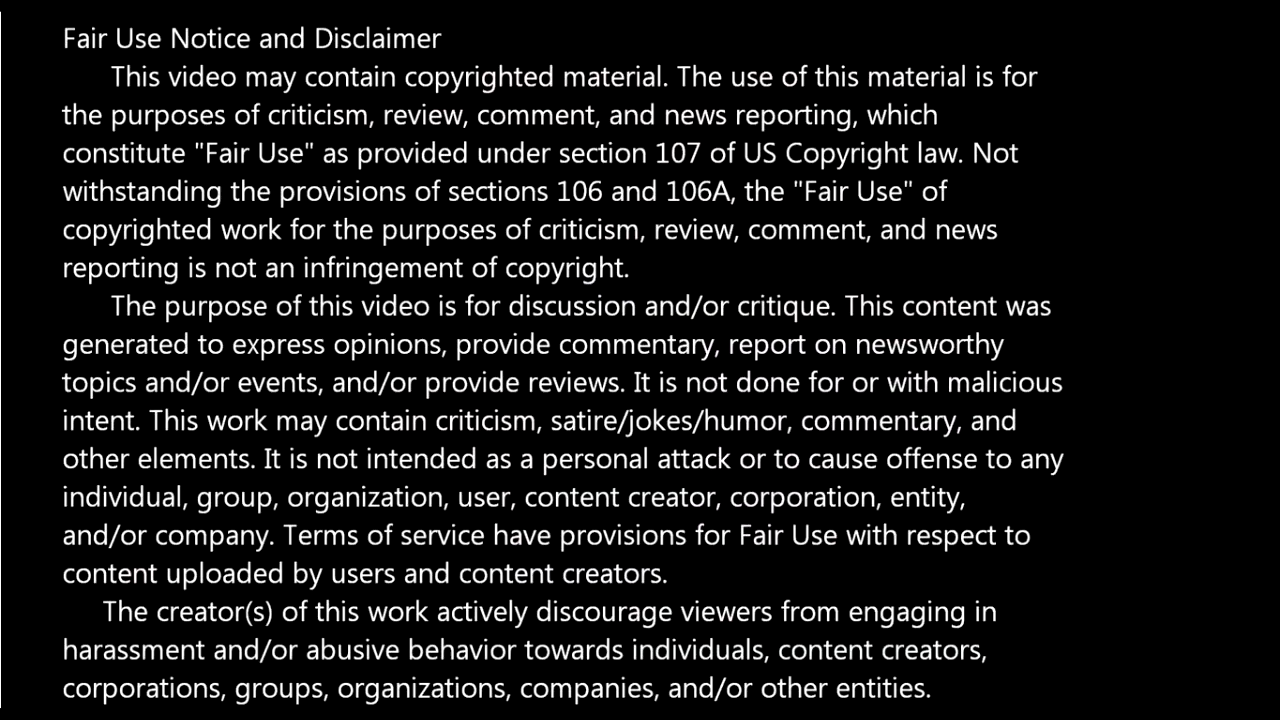 Fair Use Notice and Disclaimer
This video may contain copyrighted material. The use of this material is for
the purposes of criticism, review, comment, and news reporting, which
constitute "Fair Use" as provided under section 107 of US Copyright law. Not
withstanding the provisions of sections 106 and 106A, the "Fair Use" of
copyrighted work for the purposes of criticism, review, comment, and news
reporting is not an infringement of copyright.
The purpose of this video is for discussion and/or critique. This content was
generated to express opinions, provide commentary, report on newsworthy
topics and/or events, and/or provide reviews. It is not done for or with malicious
intent. This work may contain criticism, satire/jokes/humor, commentary, and
other elements. It is not intended as a personal attack or to cause offense to any
individual, group, organization, user, content creator, corporation, entity,
and/or company. Terms of service have provisions for Fair Use with respect to
content uploaded by users and content creators.
The creator(s) of this work actively discourage viewers from engaging in
harassment and/or abusive behavior towards individuals, content creators,
corporations, groups, organizations, companies, and/or other entities.